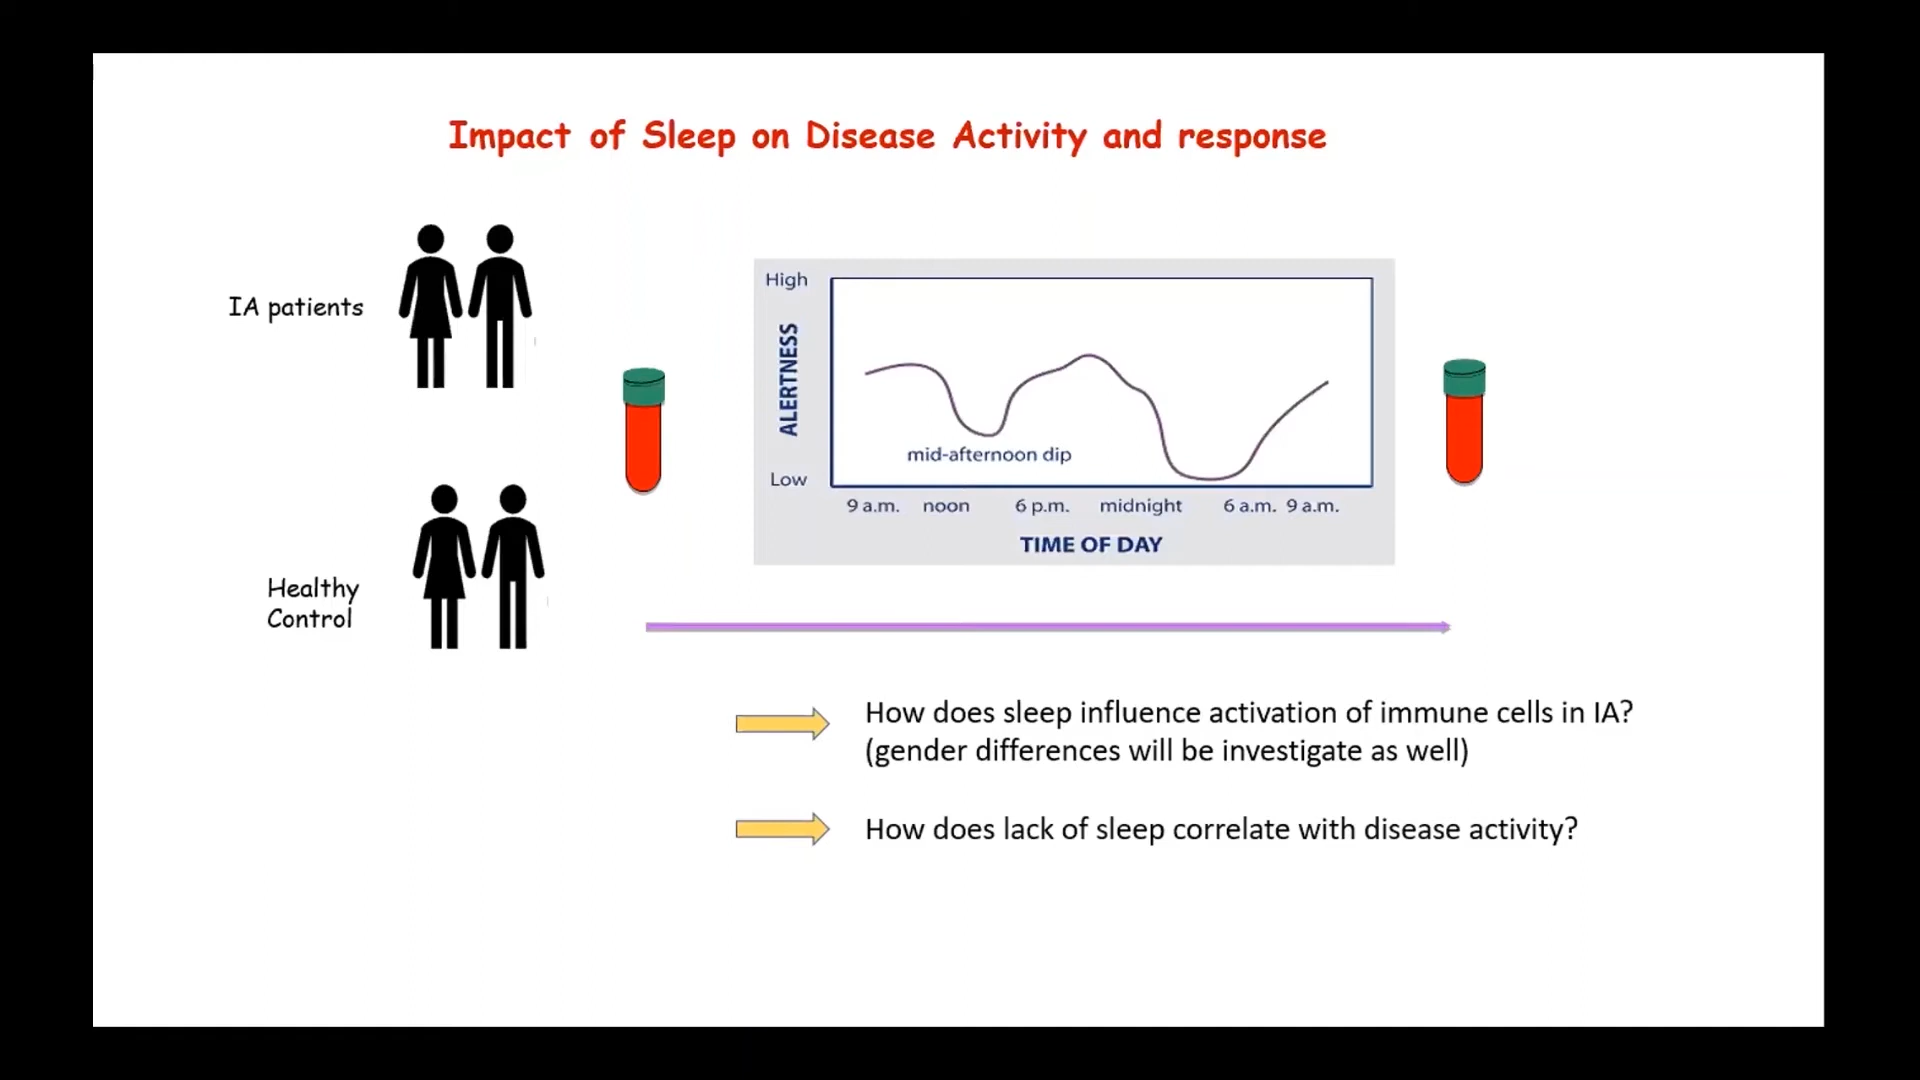 Impact of Sleep on Disease Activity and response
IA patients
High
ALERTNESS
mid-afternoon dip
Low
9 a.m. noon 6 p.m. midnight 6 a.m. 9 a.m.
TIME OF DAY
Healthy
Control
How does sleep influence activation of immune cells in IA?
(gender differences will be investigate as well)
How does lack of sleep correlate with disease activity?